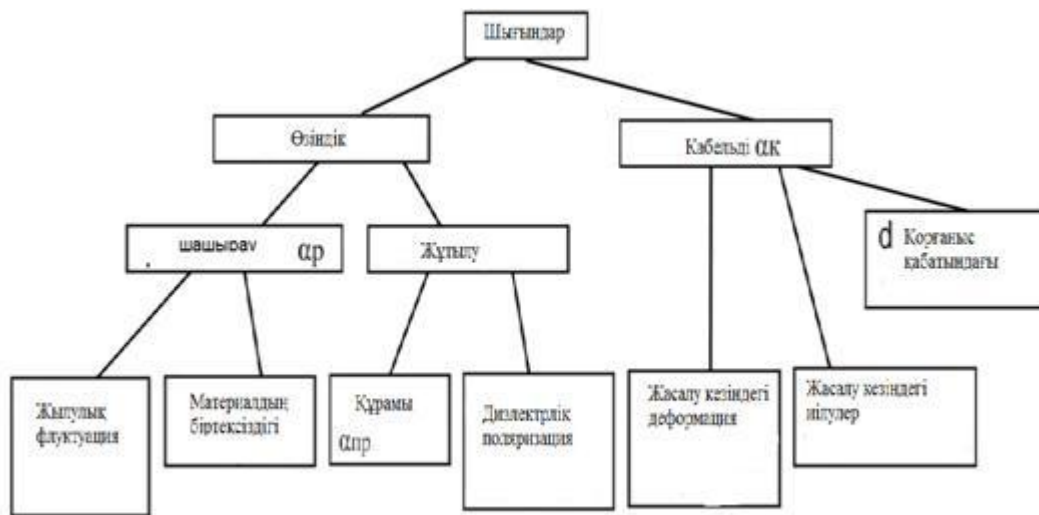 Шығындар
Өзіндік
Кабельді αк
шашырау αр
Жұтылу
d Қорғаныс
қабатындағы
Жылулық
флуктуация
Материалдың
біртексіздігі
Құрамы
αпр
Диэлектрлік
поляризация
Жасалу кезіндегі
деформация
Жасалу кезіндегі
иілулер